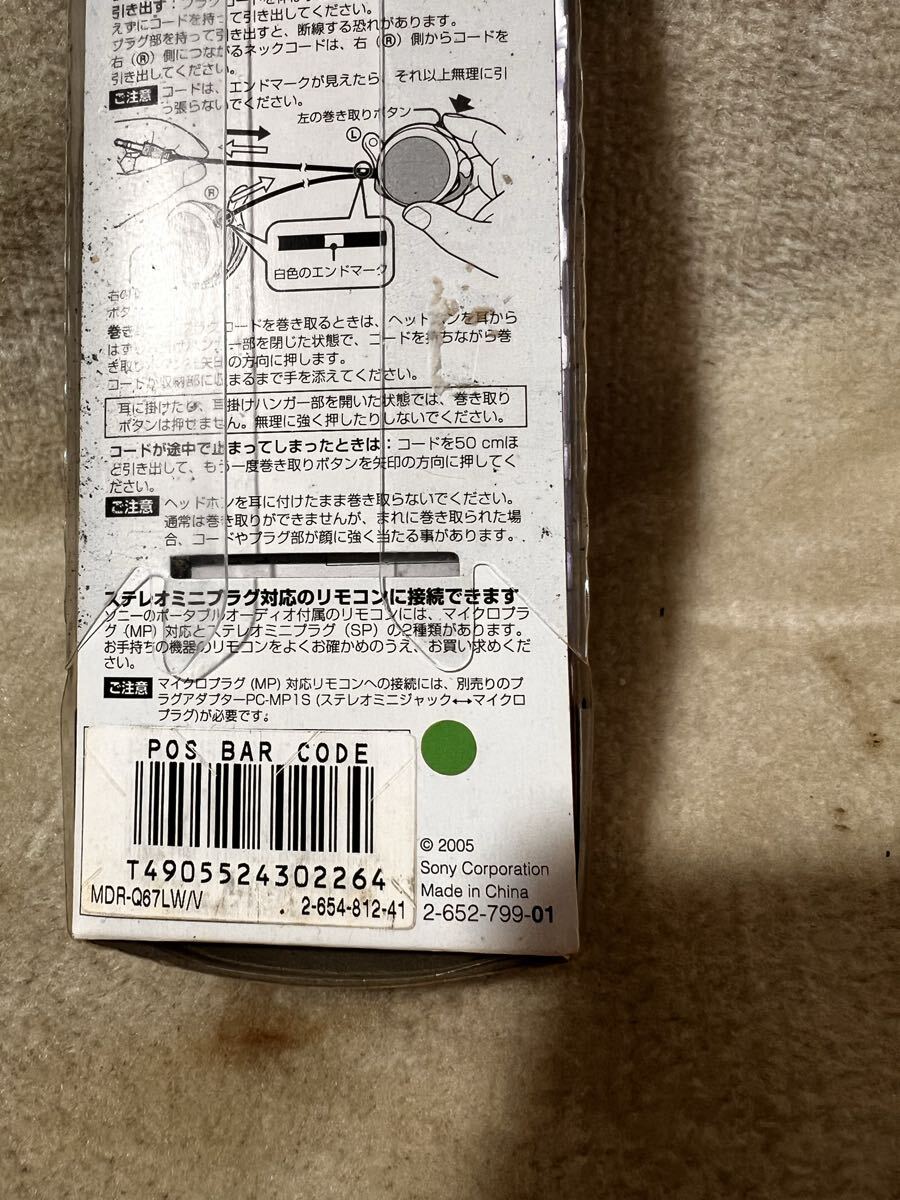 引き出す：プラグコードを
えずにコードを持って引き出してください。
プラグ部を持って引き出すと、断線する恐れがあります。
右（Ⓡ）側につながるネックコードは、右（Ⓡ）側からコードを
引き出してください。
ご注意 コードは、エンドマークが見えたら、それ以上無理に引
っ張らないでください。
左の巻き取りボタン
Ⓛ
Ⓡ
白色のエンドマーク
右の
ボタ
巻き コードを巻き取るときは、ヘッドホンを耳から
はず 部を閉じた状態で、コードを持ちながら巻
き取り 矢印の方向に押します。
コードが収納部に収まるまで手を添えてください。
耳に掛けたり、耳掛けハンガー部を開いた状態では、巻き取り
ボタンは押せません。無理に強く押したりしないでください。
コードが途中で止まってしまったときは：コードを50 cmほ
ど引き出して、もう一度巻き取りボタンを矢印の方向に押してく
ださい。
ご注意 ヘッドホンを耳に付けたまま巻き取らないでください。
通常は巻き取りができませんが、まれに巻き取られた場
合、コードやプラグ部が顔に強く当たる事があります。
ステレオミニプラグ対応のリモコンに接続できます
ソニーのポータブルオーディオ付属のリモコンには、マイクロプラ
グ（MP）対応とステレオミニプラグ（SP）の2種類があります。
お手持ちの機器のリモコンをよくお確かめのうえ、お買い求めくだ
さい。
ご注意 マイクロプラグ（MP）対応リモコンへの接続には、別売りのプ
ラグアダプターPC-MP1S（ステレオミニジャック↔マイクロ
プラグ）が必要です。
POS BAR CODE
T4905524302264
MDR-Q67LW/V 2-654-812-41
© 2005
Sony Corporation
Made in China
2-652-799-01